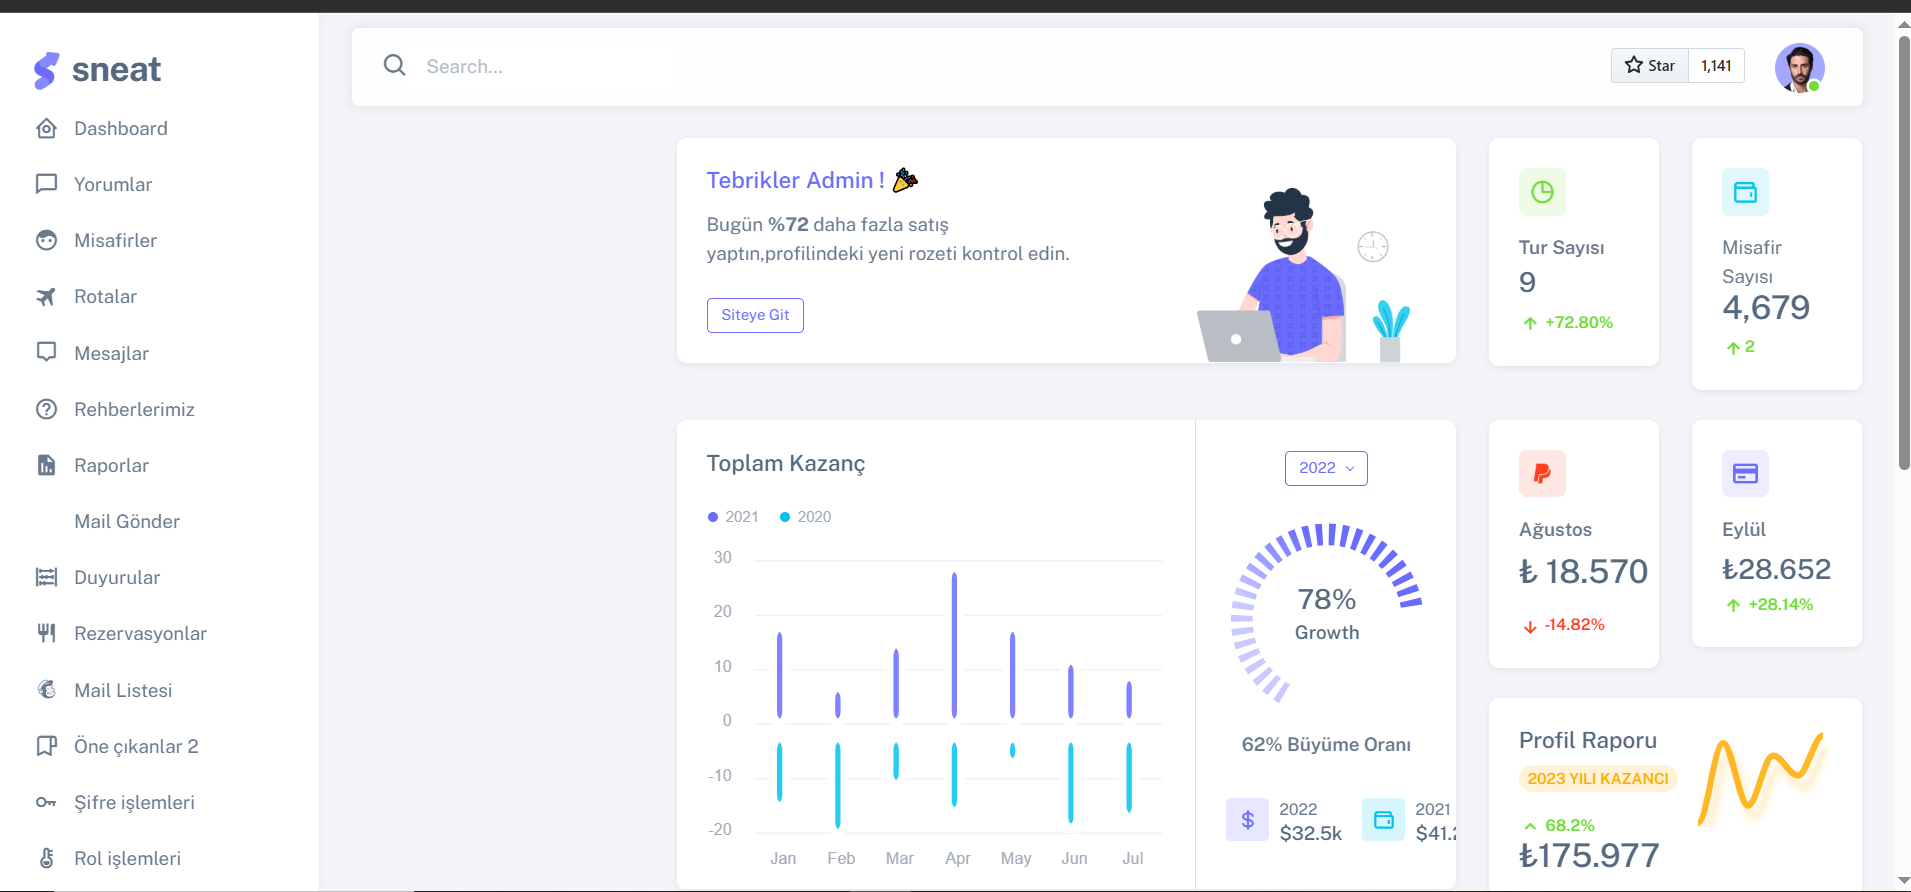 sneat
Dashboard
Yorumlar
Misafirler
Rotalar
Mesajlar
Rehberlerimiz
Raporlar
Mail Gönder
Duyurular
Rezervasyonlar
Mail Listesi
Öne çıkanlar 2
Şifre işlemleri
Rol işlemleri
Search...
Star
1,141
Tebrikler Admin !
Bugün %72 daha fazla satış
yaptın,profilindeki yeni rozeti kontrol edin.
Siteye Git
Tur Sayısı
9
+72.80%
Misafir
Sayısı
4,679
2
Toplam Kazanç
2021
2020
30
20
10
0
-10
-20
Jan
Feb
Mar
Apr
May
Jun
Jul
2022
78%
Growth
62% Büyüme Oranı
2022
$32.5k
2021
$41.2
Ağustos
₺ 18.570
-14.82%
Eylül
₺28.652
+28.14%
Profil Raporu
2023 YILI KAZANCI
68.2%
₺175.977